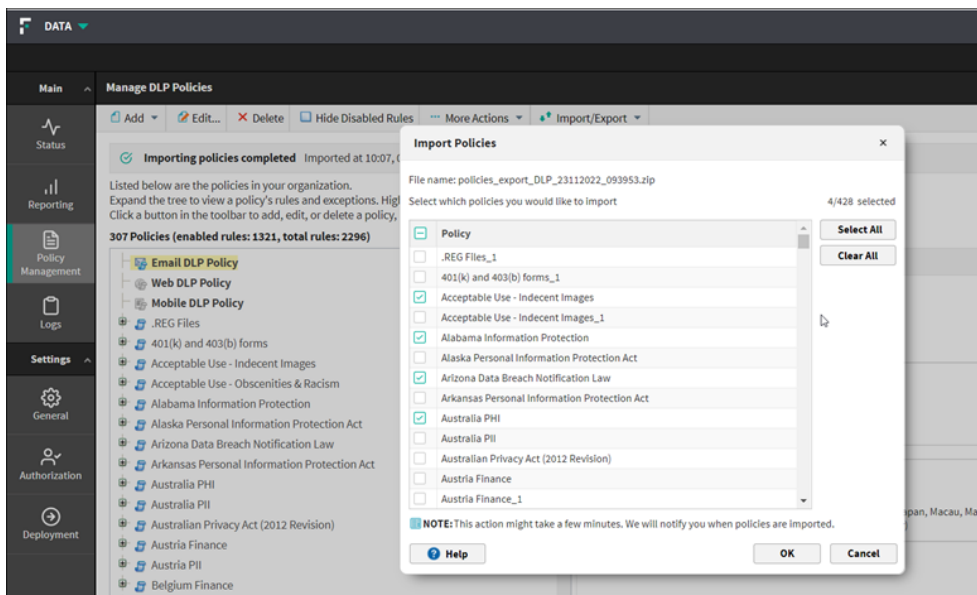 DATA
Main
Manage DLP Policies
Add
Edit...
Delete
Hide Disabled Rules
More Actions
Import/Export
Status
Reporting
Policy
Management
Logs
Settings
General
Authorization
Deployment
Importing policies completed Imported at 10:07,
Listed below are the policies in your organization.
Expand the tree to view a policy's rules and exceptions. Hig
Click a button in the toolbar to add, edit, or delete a policy,
307 Policies (enabled rules: 1321, total rules: 2296)
Email DLP Policy
Web DLP Policy
Mobile DLP Policy
.REG Files
401(k) and 403(b) forms
Acceptable Use - Indecent Images
Acceptable Use - Obscenities & Racism
Alabama Information Protection
Alaska Personal Information Protection Act
Arizona Data Breach Notification Law
Arkansas Personal Information Protection Act
Australia PHI
Australia PII
Australian Privacy Act (2012 Revision)
Austria Finance
Austria PII
Belgium Finance
Import Policies
File name: policies_export_DLP_23112022_093953.zip
Select which policies you would like to import
4/428 selected
Policy
Select All
Clear All
.REG Files_1
401(k) and 403(b) forms_1
Acceptable Use - Indecent Images
Acceptable Use - Indecent Images_1
Alabama Information Protection
Alaska Personal Information Protection Act
Arizona Data Breach Notification Law
Arkansas Personal Information Protection Act
Australia PHI
Australia PII
Australian Privacy Act (2012 Revision)
Austria Finance
Austria Finance_1
NOTE: This action might take a few minutes. We will notify you when policies are imported.
Help
OK
Cancel
apan, Macau, Ma